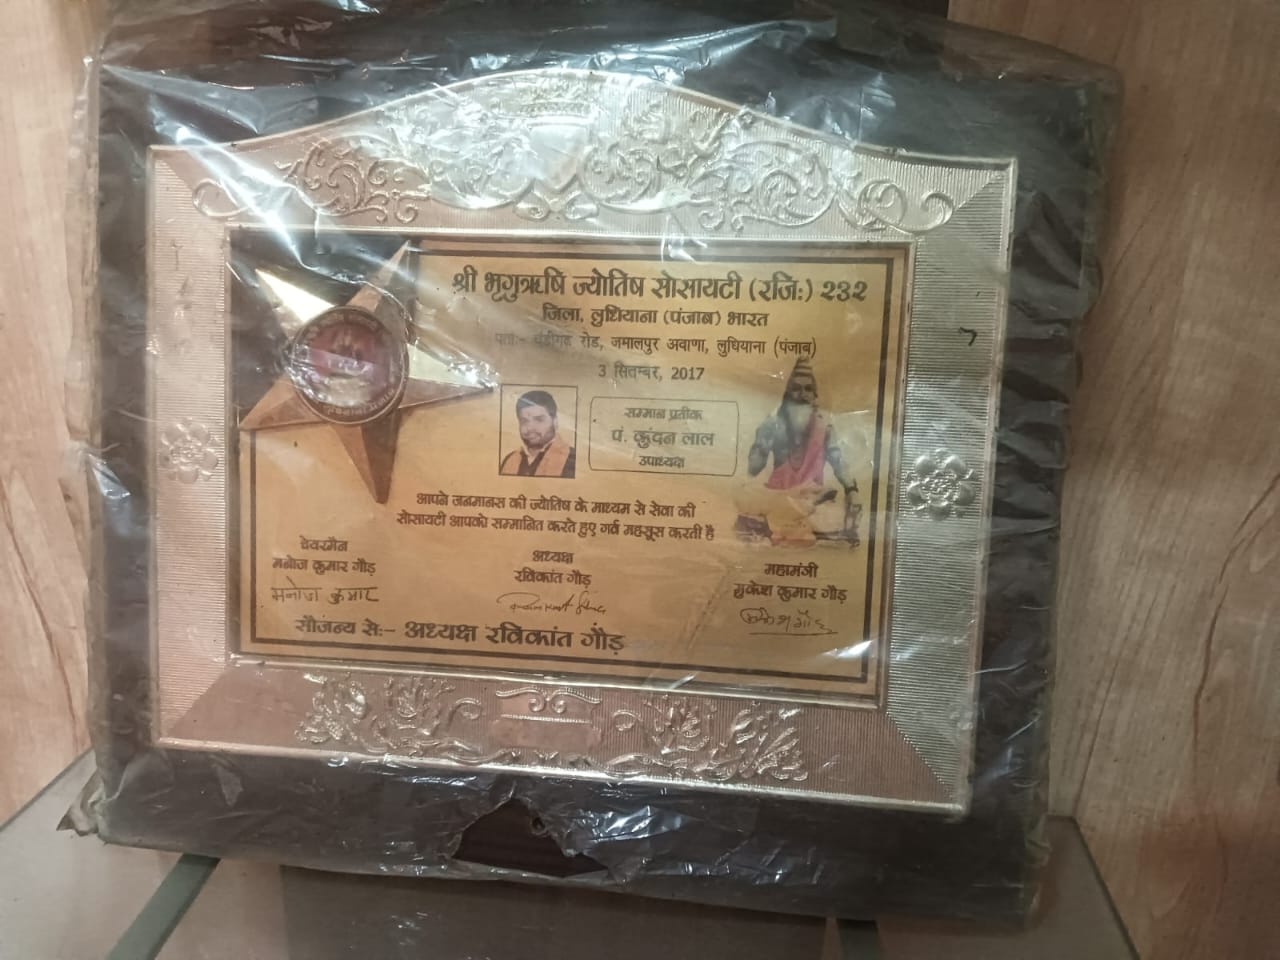 श्री भृगुऋषि ज्योतिष सोसायटी (रजि:) 232
जिला, लुधियाना (पंजाब) भारत
पता:- चंडीगढ रोड, जमालपुर अवाणा, लुधियाना (पंजाब)
3 सितम्बर, 2017
सम्मान प्रतीक
पं. कुंदन लाल
उपाध्यक्ष
आपने जनमानस की ज्योतिष के माध्यम से सेवा की
सोसायटी आपको सम्मानित करते हुए गर्व महसूस करती है
चेयरमैन
मनोज कुमार गौड़
मनोज कुमार
अध्यक्ष
रविकांत गौड़
महामंत्री
मुकेश कुमार गौड़
सौजन्य से:- अध्यक्ष रविकांत गौड़